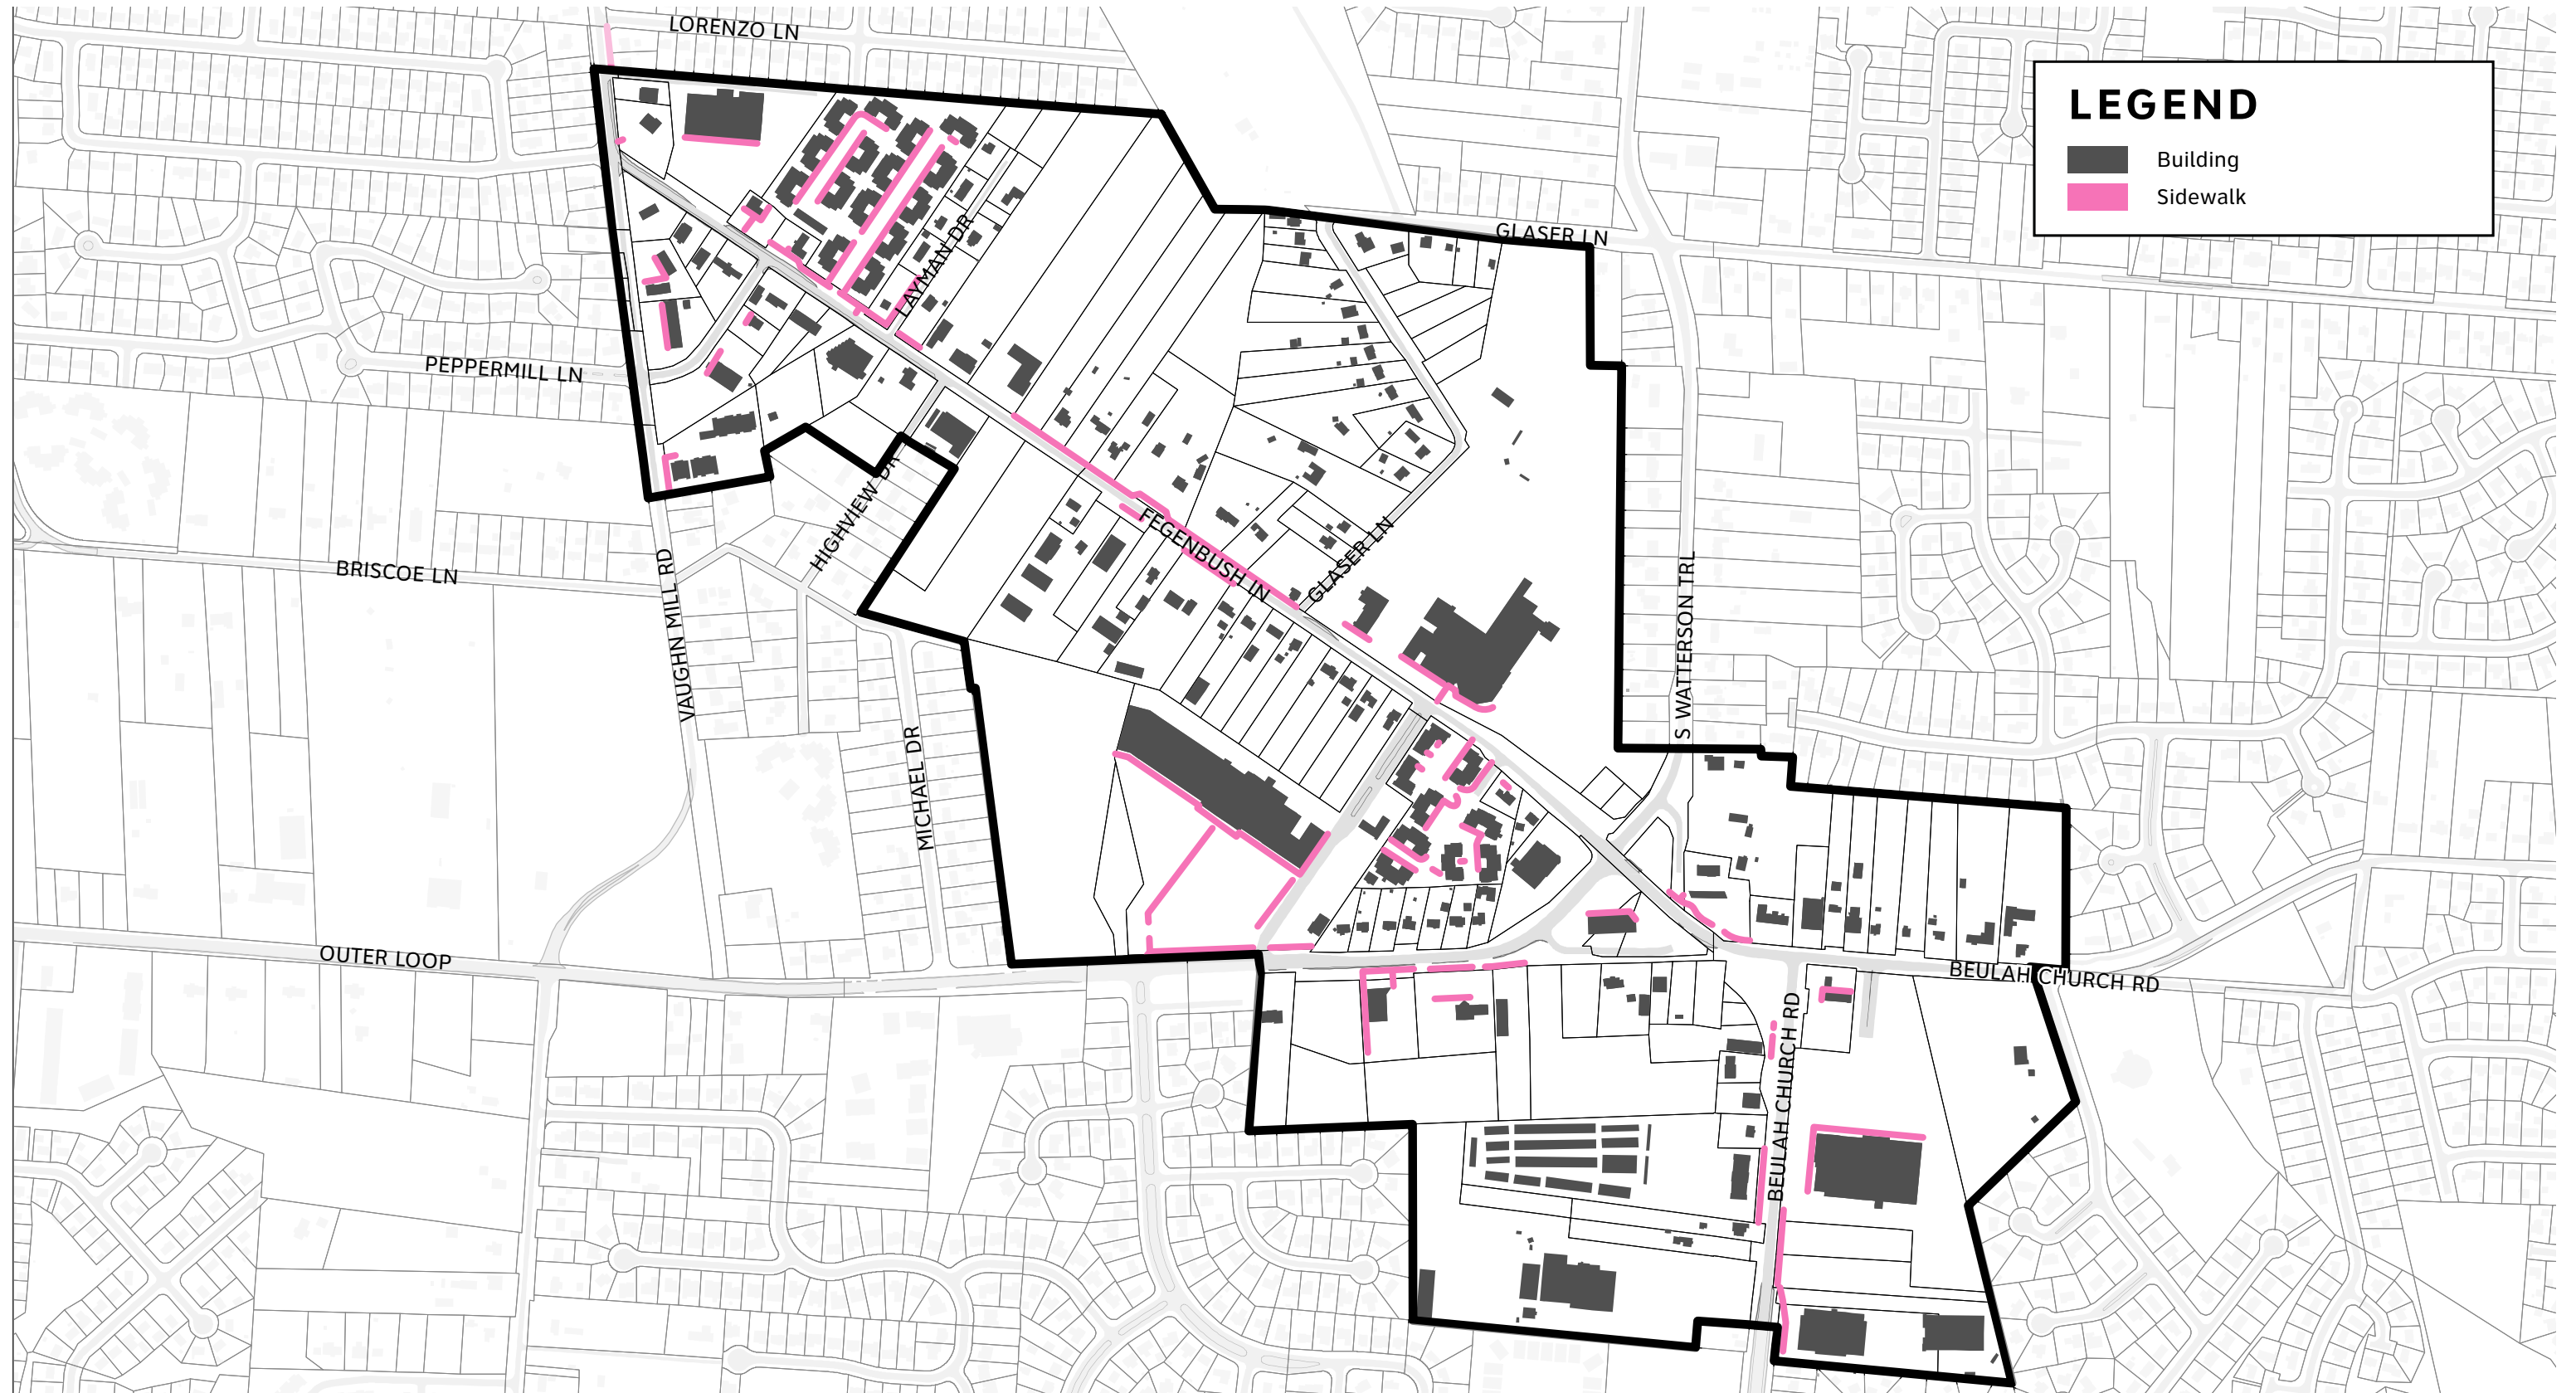 LORENZO LN
LEGEND
Building
Sidewalk
GLASER LN
LAYMAN DR
PEPPERMILL LN
HIGHVIEW DR
FEGENBUSH LN
GLASER LN
BRISCOE LN
VAUGHN MILL RD
S WATTERSON TRL
MICHAEL DR
OUTER LOOP
BEULAH CHURCH RD
BEULAH CHURCH RD